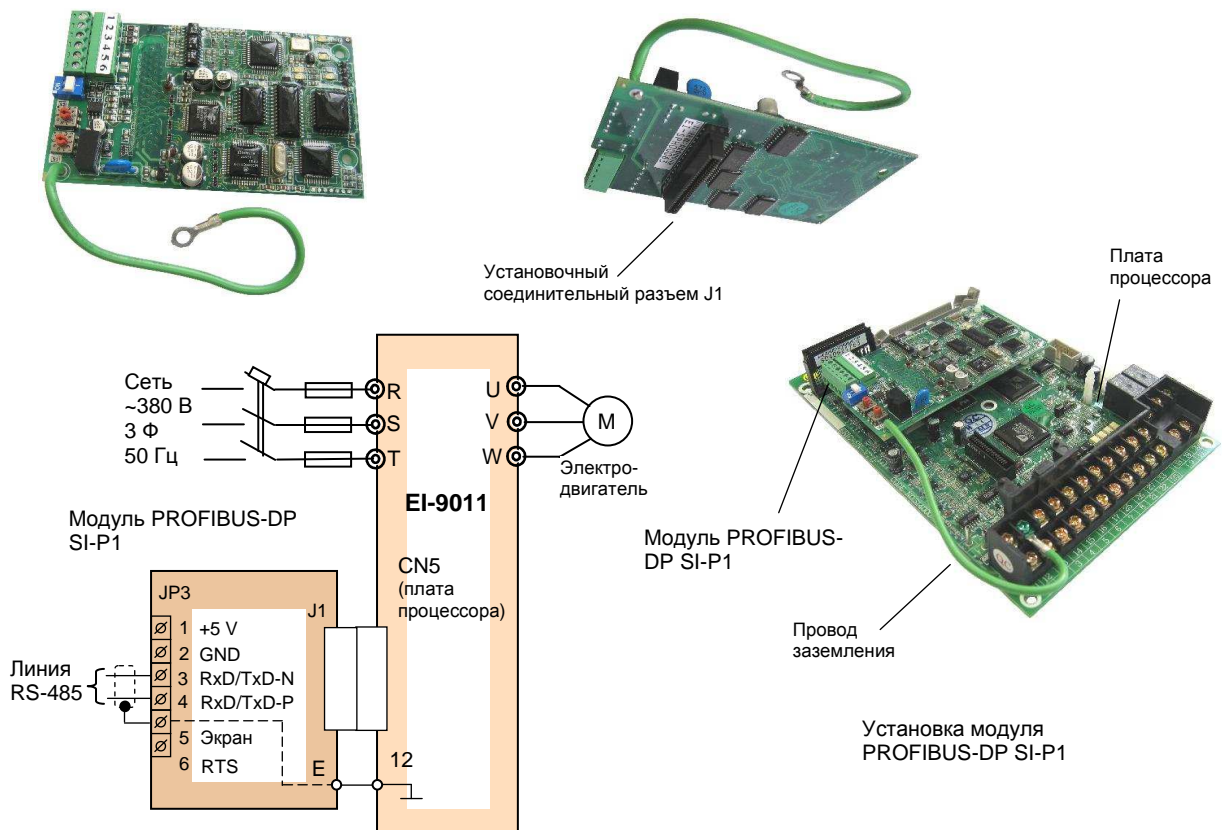 1 2 3 4 5 6
Установочный
соединительный разъем J1
Плата
процессора
Сеть
~380 В
3 Ф
50 Гц
R
S
T
U
V
W
M
Электро-
двигатель
EI-9011
Модуль PROFIBUS-DP
SI-P1
CN5
(плата
процессора)
JP3
J1
1 +5 V
2 GND
3 RxD/TxD-N
4 RxD/TxD-P
5 Экран
6 RTS
Линия
RS-485
E
12
Модуль PROFIBUS-
DP SI-P1
Провод
заземления
Установка модуля
PROFIBUS-DP SI-P1